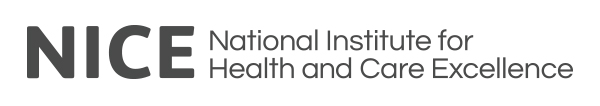 NICE
National Institute for
Health and Care Excellence